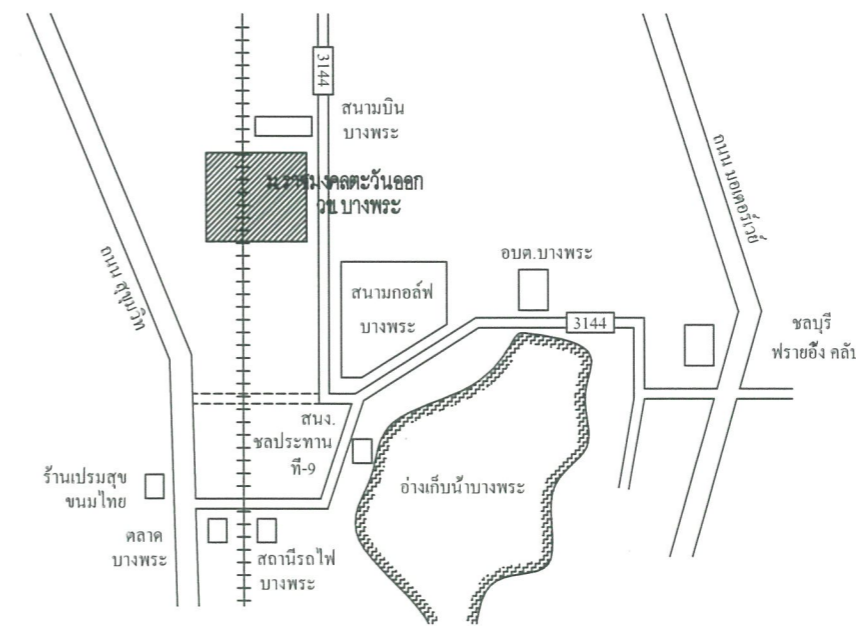 3144
สนามบิน
บางพระ
ม.ราชมงคลตะวันออก
วข. บางพระ
ถนน มอเตอร์เวย์
ถนน สุขุมวิท
อบต.บางพระ
สนามกอล์ฟ
บางพระ
3144
ชลบุรี
ฟรายอิ้ง คลับ
สนง.
ชลประทาน
ที่-9
ร้านเปรมสุข
ขนมไทย
อ่างเก็บน้ำบางพระ
ตลาด
บางพระ
สถานีรถไฟ
บางพระ